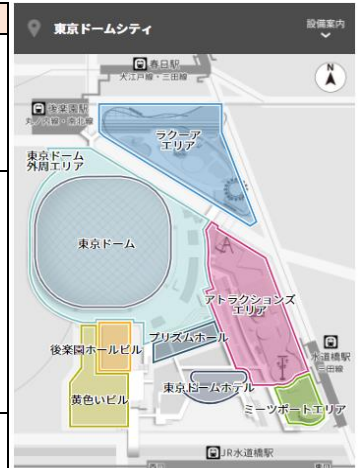 東京ドームシティ
設備案内
N
春日駅
大江戸線・三田線
後楽園駅
丸ノ内線・南北線
ラクーア
エリア
東京ドーム
外周エリア
東京ドーム
アトラクションズ
エリア
プリズムホール
後楽園ホールビル
水道橋駅
三田線
東京ドームホテル
黄色いビル
ミーツポートエリア
JR水道橋駅
西口
東口